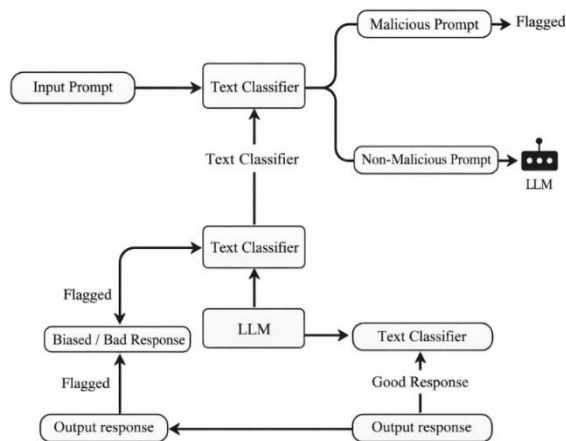 Malicious Prompt
Flagged
Input Prompt
Text Classifier
Text Classifier
Non-Malicious Prompt
LLM
Text Classifier
Flagged
LLM
Biased / Bad Response
Text Classifier
Flagged
Good Response
Output response
Output response